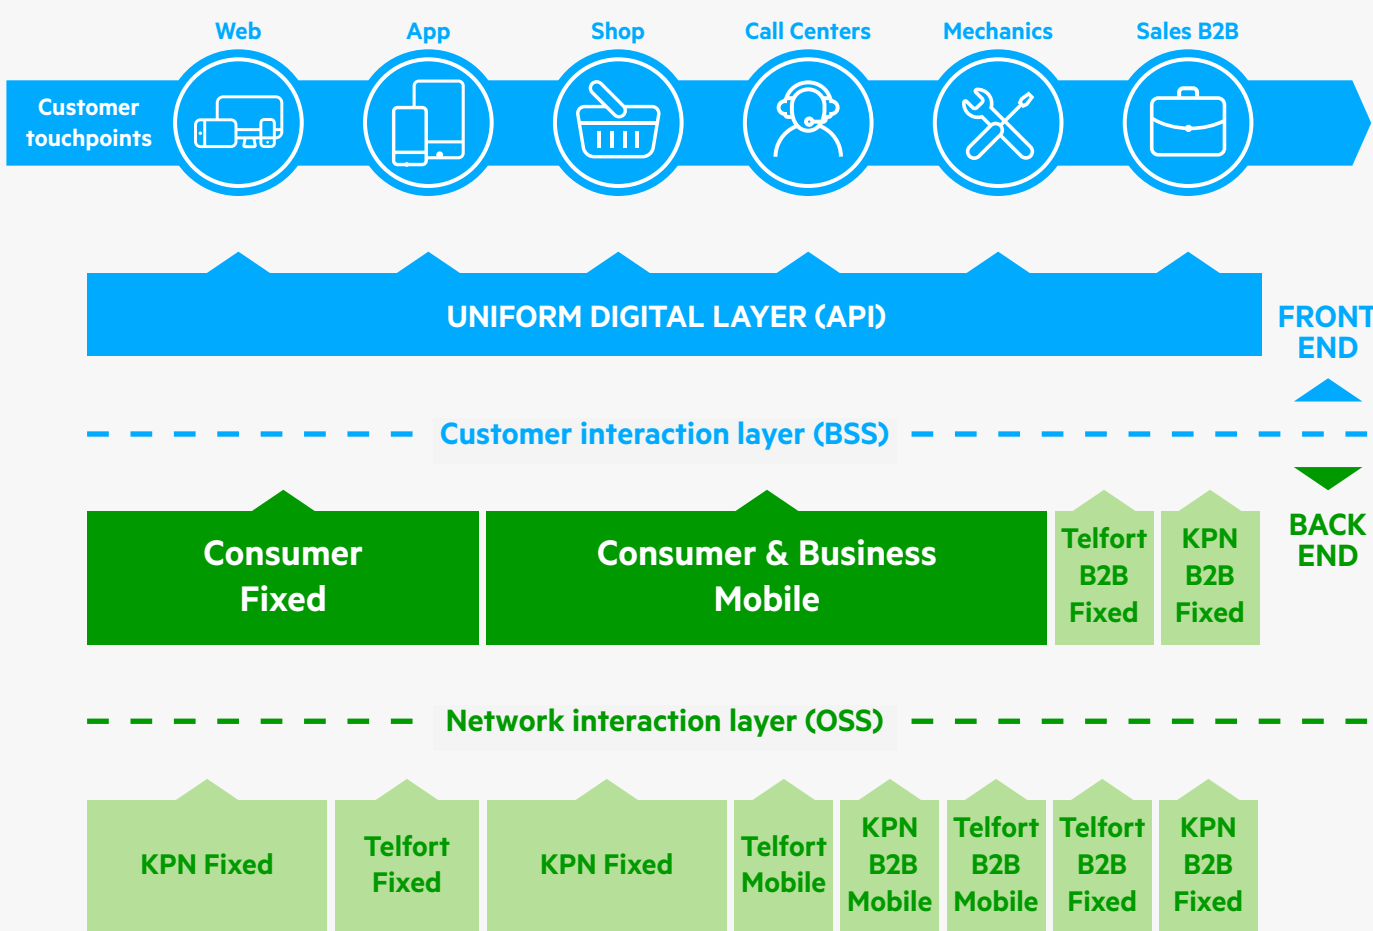 Web
App
Shop
Call Centers
Mechanics
Sales B2B
Customer
touchpoints
UNIFORM DIGITAL LAYER (API)
FRONT
END
Customer interaction layer (BSS)
BACK
END
Consumer
Fixed
Consumer & Business
Mobile
Telfort
B2B
Fixed
KPN
B2B
Fixed
Network interaction layer (OSS)
KPN Fixed
Telfort
Fixed
KPN Fixed
Telfort
Mobile
KPN
B2B
Mobile
Telfort
B2B
Mobile
Telfort
B2B
Fixed
KPN
B2B
Fixed